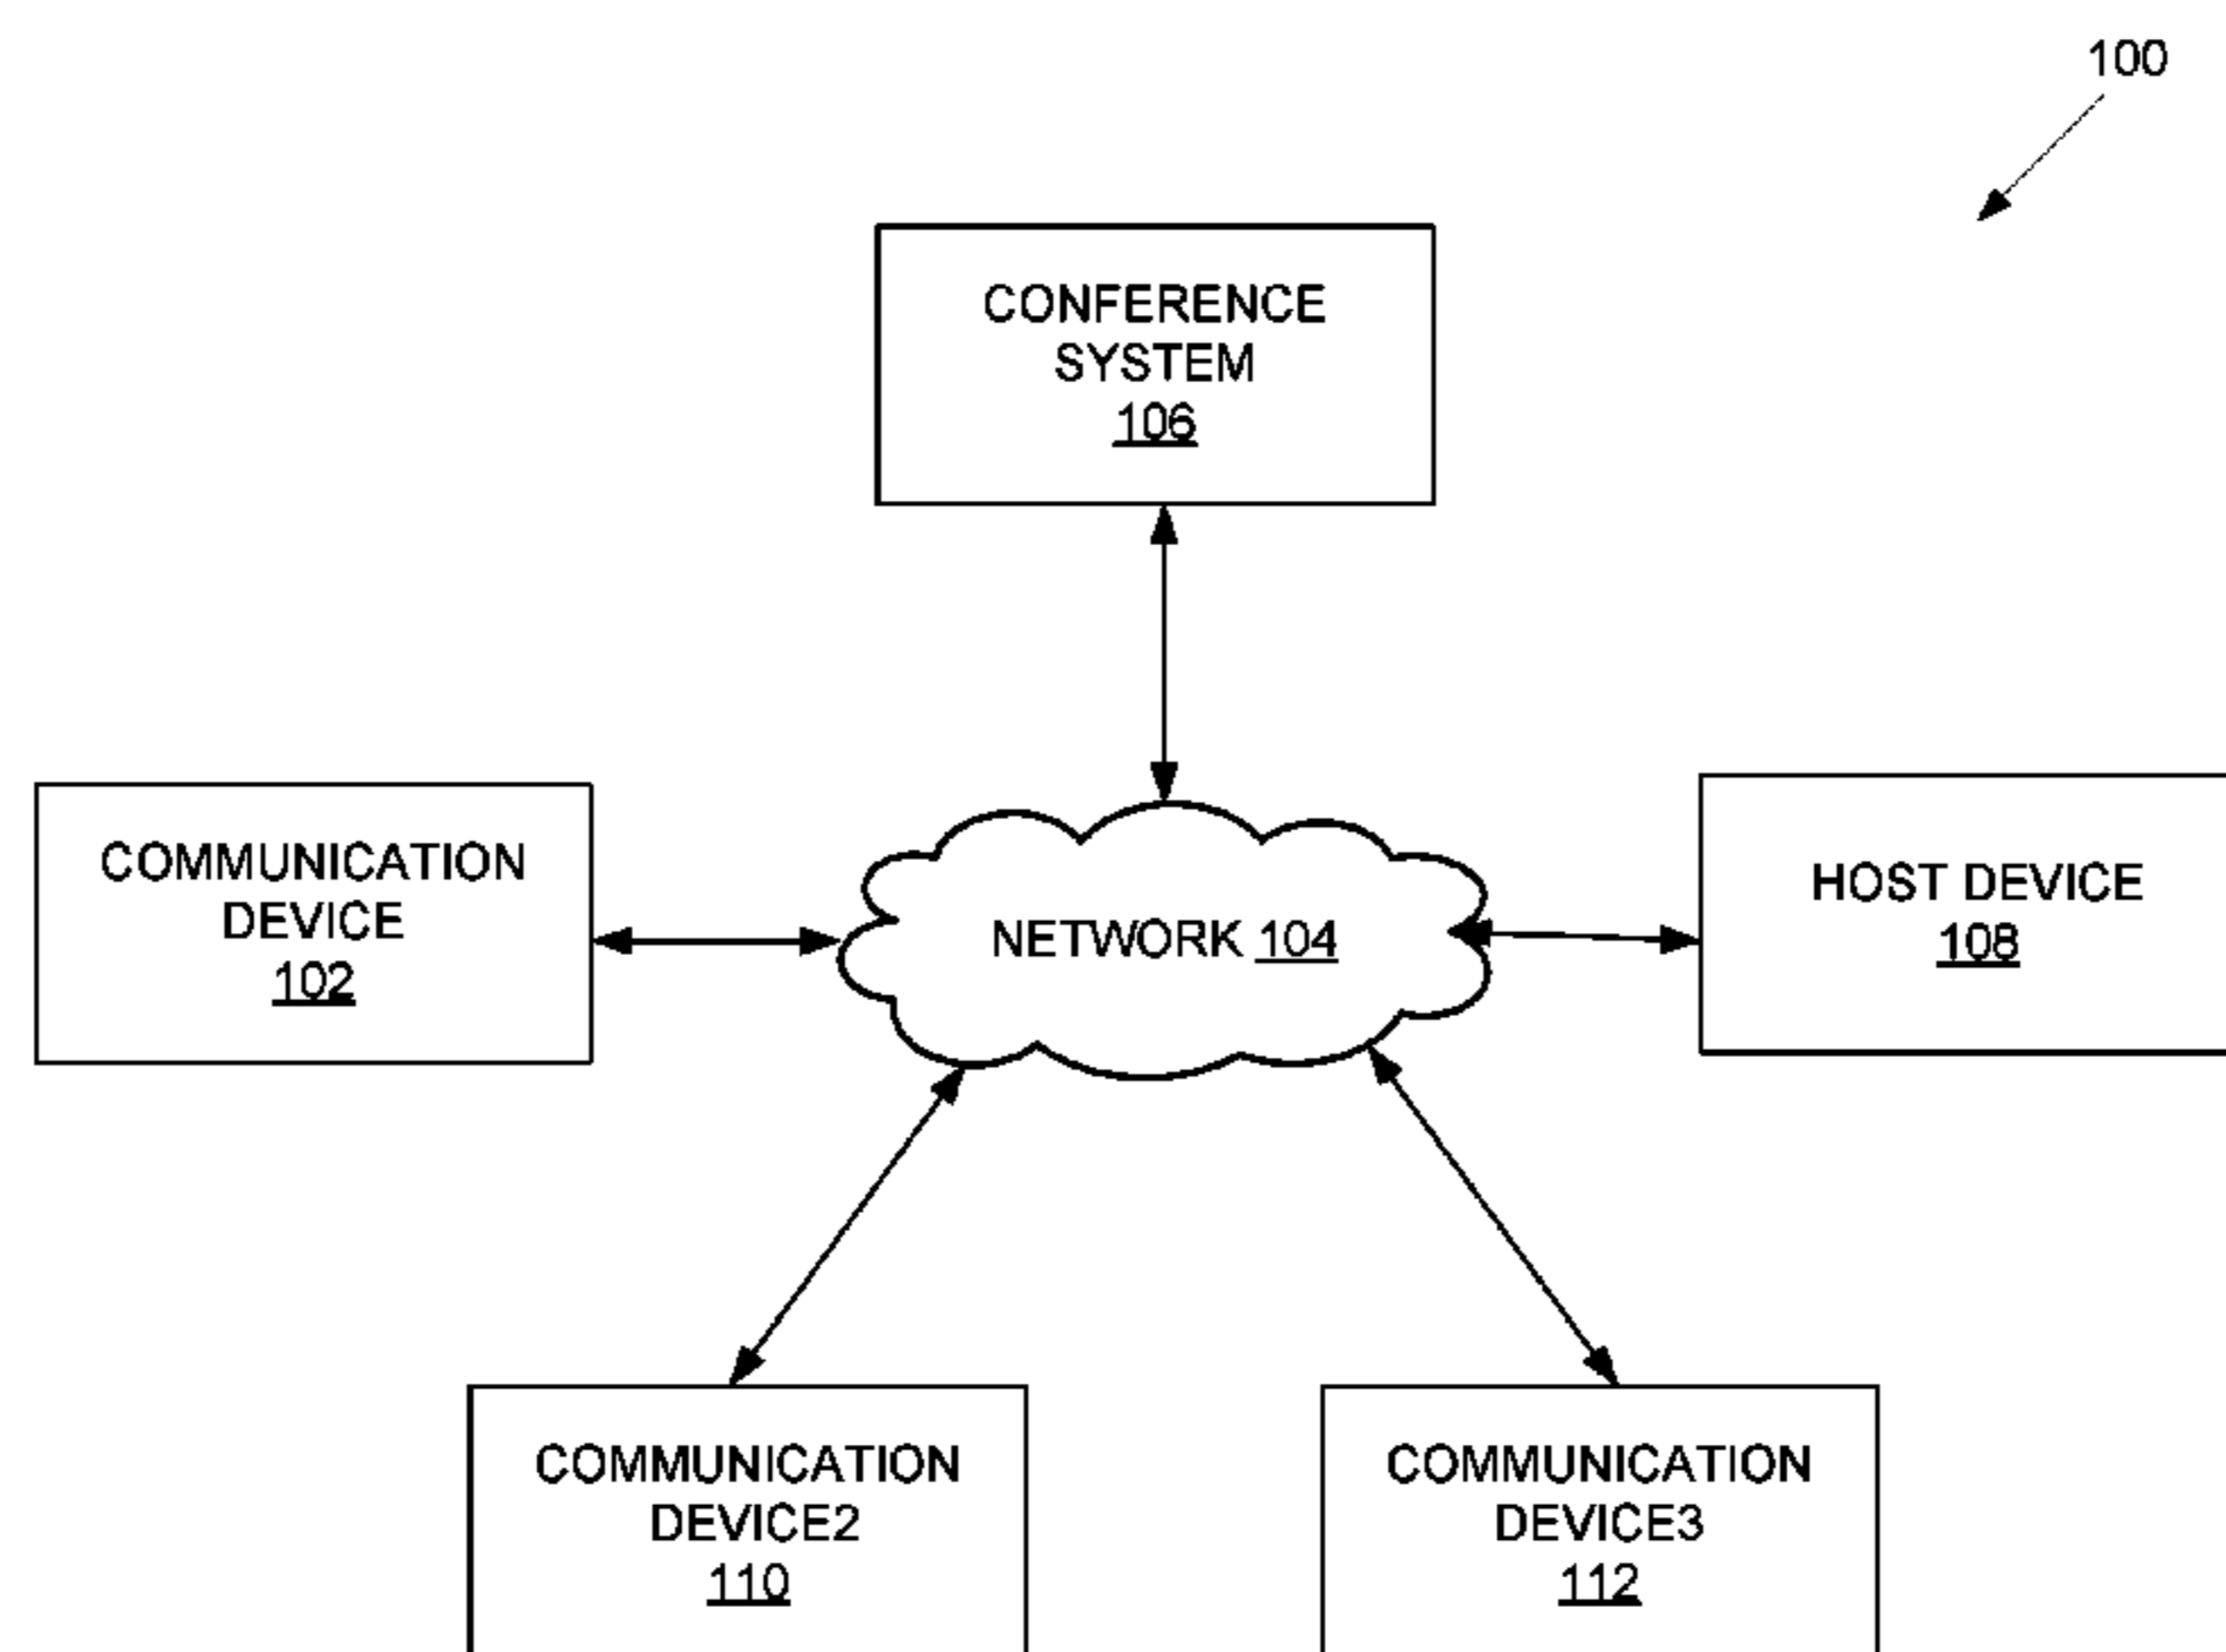 100
CONFERENCE
SYSTEM
106
COMMUNICATION
DEVICE
102
NETWORK 104
HOST DEVICE
108
COMMUNICATION
DEVICE2
110
COMMUNICATION
DEVICE3
112